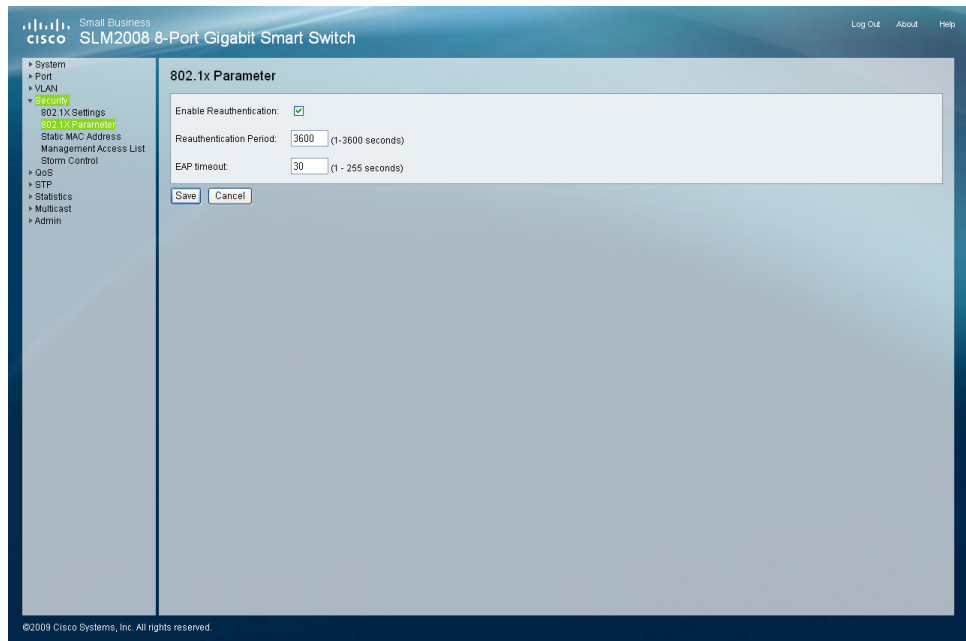 Small Business
CISCO SLM2008 8-Port Gigabit Smart Switch
Log Out About Help
System
Port
VLAN
Security
802.1X Settings
802.1X Parameter
Static MAC Address
Management Access List
Storm Control
QoS
STP
Statistics
Multicast
Admin
802.1x Parameter
Enable Reauthentication:
Reauthentication Period: 3600 (1-3600 seconds)
EAP timeout: 30 (1 - 255 seconds)
Save Cancel
©2009 Cisco Systems, Inc. All rights reserved.